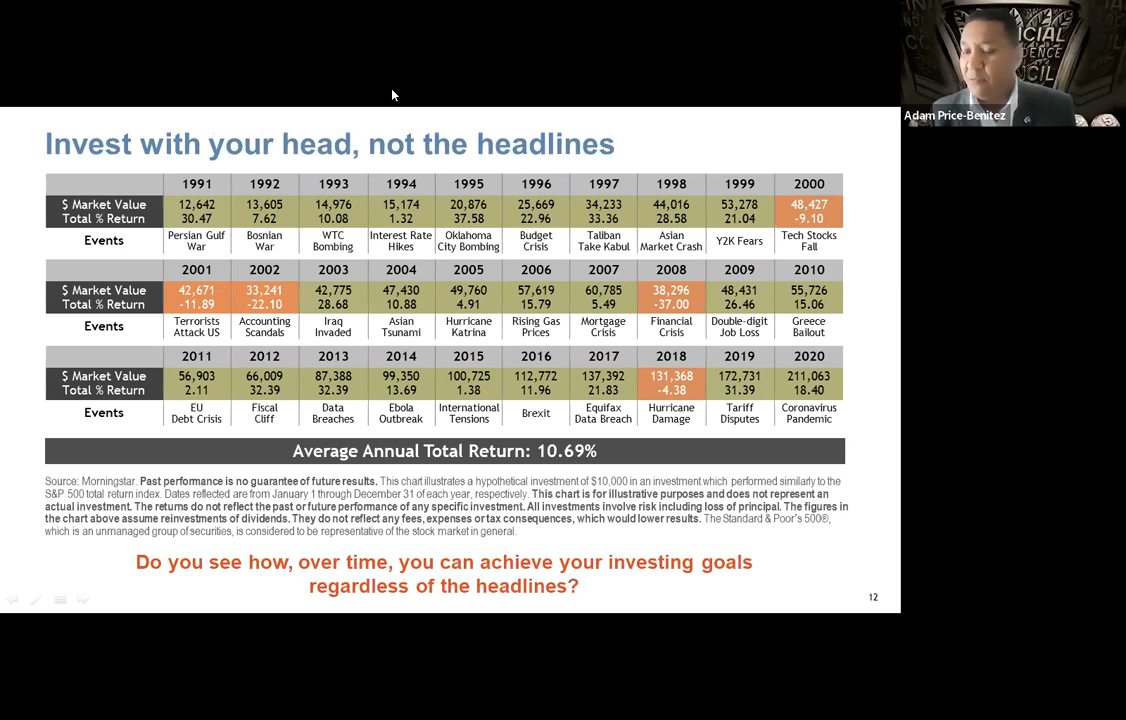 Adam Price-Benitez
Invest with your head, not the headlines
1991 1992 1993 1994 1995 1996 1997 1998 1999 2000
$ Market Value 12,642 13,605 14,976 15,174 20,876 25,669 34,233 44,016 53,278 48,427
Total % Return 30.47 7.62 10.08 1.32 37.58 22.96 33.36 28.58 21.04 -9.10
Events Persian Gulf War Bosnian War WTC Bombing Interest Rate Hikes Oklahoma City Bombing Budget Crisis Taliban Take Kabul Asian Market Crash Y2K Fears Tech Stocks Fall
2001 2002 2003 2004 2005 2006 2007 2008 2009 2010
$ Market Value 42,671 33,241 42,775 47,430 49,760 57,619 60,785 38,296 48,431 55,726
Total % Return -11.89 -22.10 28.68 10.88 4.91 15.79 5.49 -37.00 26.46 15.06
Events Terrorists Attack US Accounting Scandals Iraq Invaded Asian Tsunami Hurricane Katrina Rising Gas Prices Mortgage Crisis Financial Crisis Double-digit Job Loss Greece Bailout
2011 2012 2013 2014 2015 2016 2017 2018 2019 2020
$ Market Value 56,903 66,009 87,388 99,350 100,725 112,772 137,392 131,368 172,731 211,063
Total % Return 2.11 32.39 32.39 13.69 1.38 11.96 21.83 -4.38 31.39 18.40
Events EU Debt Crisis Fiscal Cliff Data Breaches Ebola Outbreak International Tensions Brexit Equifax Data Breach Hurricane Damage Tariff Disputes Coronavirus Pandemic
Average Annual Total Return: 10.69%
Source: Morningstar. Past performance is no guarantee of future results. This chart illustrates a hypothetical investment of $10,000 in an investment which performed similarly to the
S&P 500 total return index. Dates reflected are from January 1 through December 31 of each year, respectively. This chart is for illustrative purposes and does not represent an
actual investment. The returns do not reflect the past or future performance of any specific investment. All investments involve risk including loss of principal. The figures in
the chart above assume reinvestments of dividends. They do not reflect any fees, expenses or tax consequences, which would lower results. The Standard & Poor's 500®,
which is an unmanaged group of securities, is considered to be representative of the stock market in general.
Do you see how, over time, you can achieve your investing goals
regardless of the headlines?
12